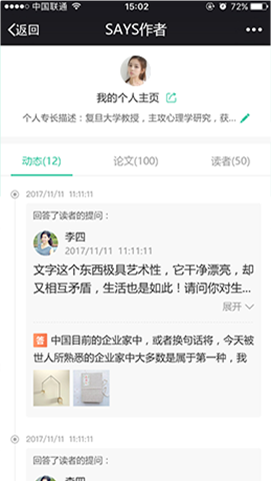 中国联通 15:02 72%
返回 SAYS作者
我的个人主页
个人专长描述：复旦大学教授，主攻心理学研究，获...
动态(12) 论文(100) 读者(50)
2017/11/11 11:11:11
回答了读者的提问：
李四
2017/11/11 11:11:11
文字这个东西极具艺术性，它干净漂亮，却
又相互矛盾，生活也是如此！请问你对生...
展开
答 中国目前的企业家中，或者换句话将，今天被
世人所熟悉的企业家中大多数是属于第一种，我
2017/11/11 11:11:11
回答了读者的提问：
李四